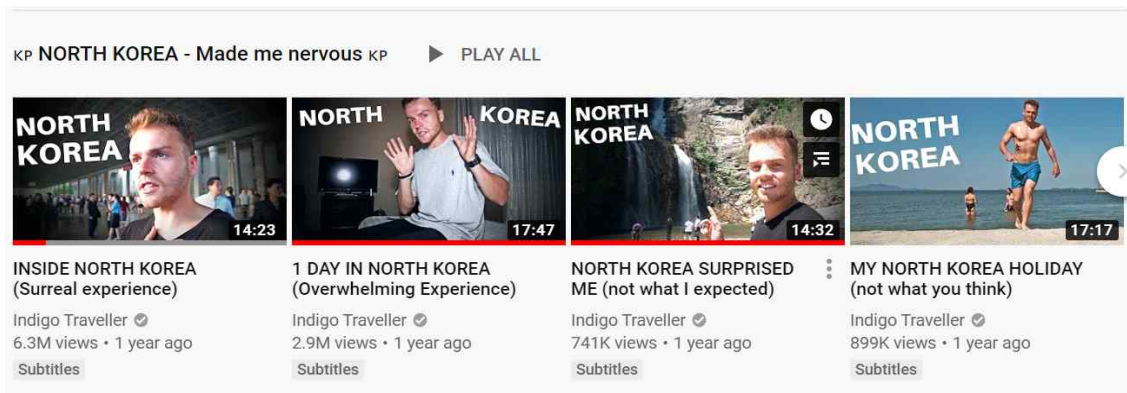 KP NORTH KOREA - Made me nervous KP
PLAY ALL
NORTH
KOREA
14:23
NORTH KOREA
17:47
NORTH
KOREA
14:32
NORTH
KOREA
17:17
INSIDE NORTH KOREA
(Surreal experience)
Indigo Traveller
6.3M views • 1 year ago
Subtitles
1 DAY IN NORTH KOREA
(Overwhelming Experience)
Indigo Traveller
2.9M views • 1 year ago
Subtitles
NORTH KOREA SURPRISED
ME (not what I expected)
Indigo Traveller
741K views • 1 year ago
Subtitles
MY NORTH KOREA HOLIDAY
(not what you think)
Indigo Traveller
899K views • 1 year ago
Subtitles